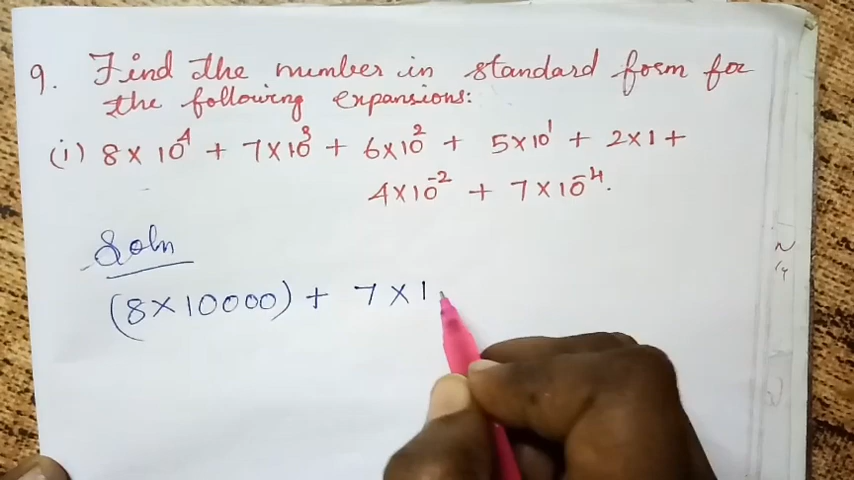 9. Find the number in standard form for
the following expansions:
(i) 8 × 10⁴ + 7×10³ + 6×10² + 5×10¹ + 2×1 +
4×10⁻² + 7×10⁻⁴.
Soln
(8×10000) + 7×1